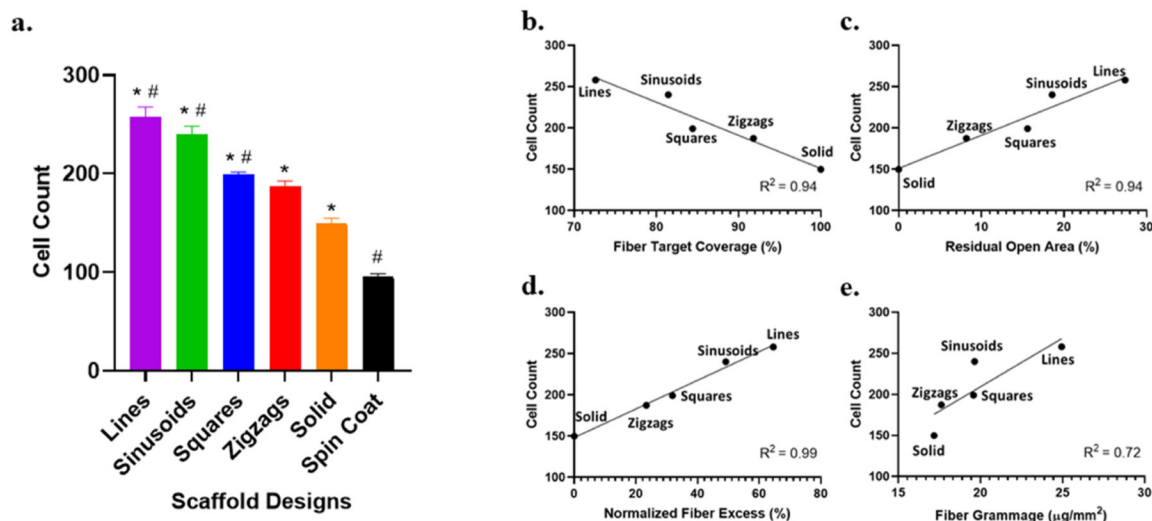 a.
300
200
100
0
Cell Count
* #
* #
* #
*
*
#
Lines
Sinusoids
Squares
Zigzags
Solid
Spin Coat
Scaffold Designs
b.
300
250
200
150
100
Cell Count
Lines
Sinusoids
Squares
Zigzags
Solid
R² = 0.94
70
80
90
100
Fiber Target Coverage (%)
c.
300
250
200
150
100
Cell Count
Solid
Zigzags
Squares
Sinusoids
Lines
R² = 0.94
0
10
20
30
Residual Open Area (%)
d.
300
250
200
150
100
Cell Count
Solid
Zigzags
Squares
Sinusoids
Lines
R² = 0.99
0
20
40
60
80
Normalized Fiber Excess (%)
e.
300
250
200
150
100
Cell Count
Solid
Zigzags
Squares
Sinusoids
Lines
R² = 0.72
15
20
25
30
Fiber Grammage (μg/mm²)